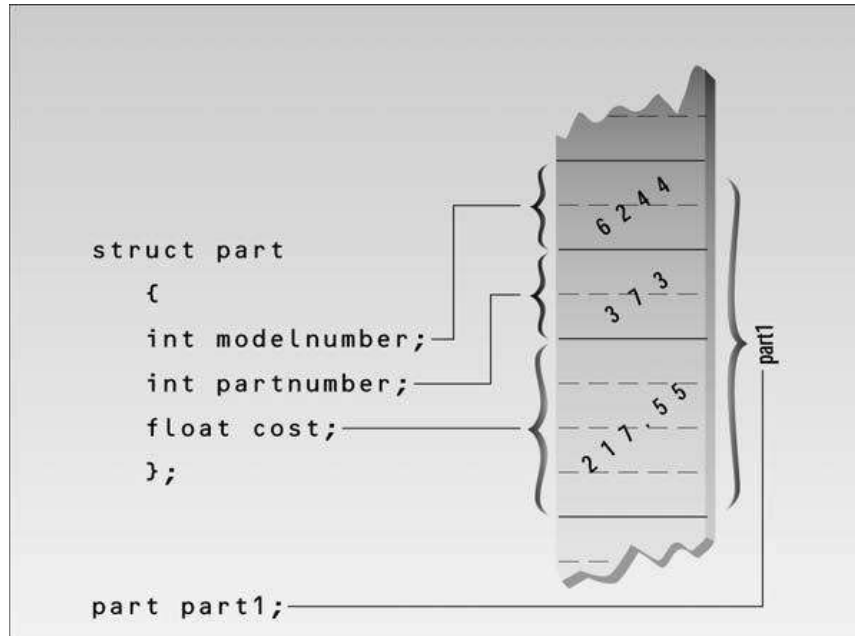 struct part
{
int modelnumber;
int partnumber;
float cost;
};
part part1;
6244
373
217.55
part1